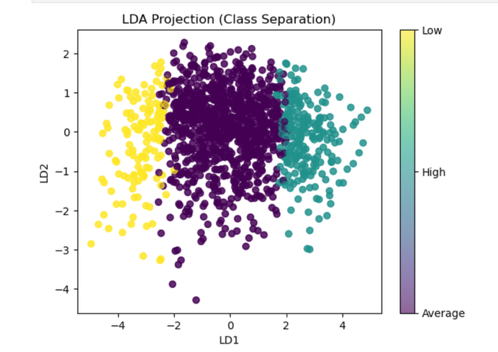 LDA Projection (Class Separation)
2
1
0
−1
−2
−3
−4
LD2
−4
−2
0
2
4
LD1
Low
High
Average